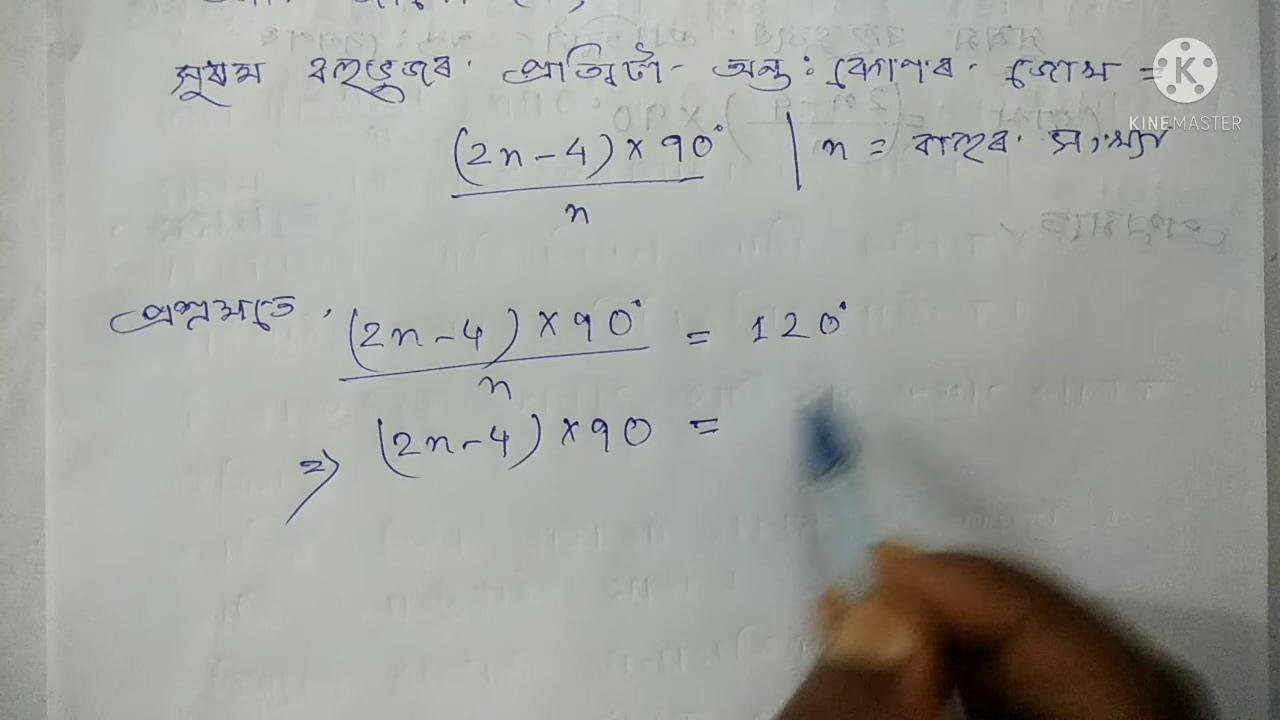 সুষম বহুভুজৰ প্ৰতিটো অন্তঃকোণৰ জোখ =
(2n-4) × 90° / n | n = বাহুৰ সংখ্যা
K
KINEMASTER
প্ৰশ্নমতে, (2n-4) × 90° / n = 120°
⇒ (2n-4) × 90 =